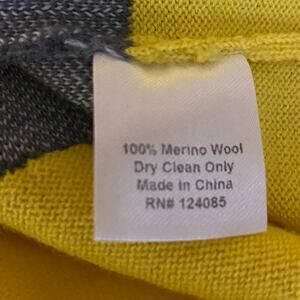 100% Merino Wool
Dry Clean Only
Made in China
RN# 124085